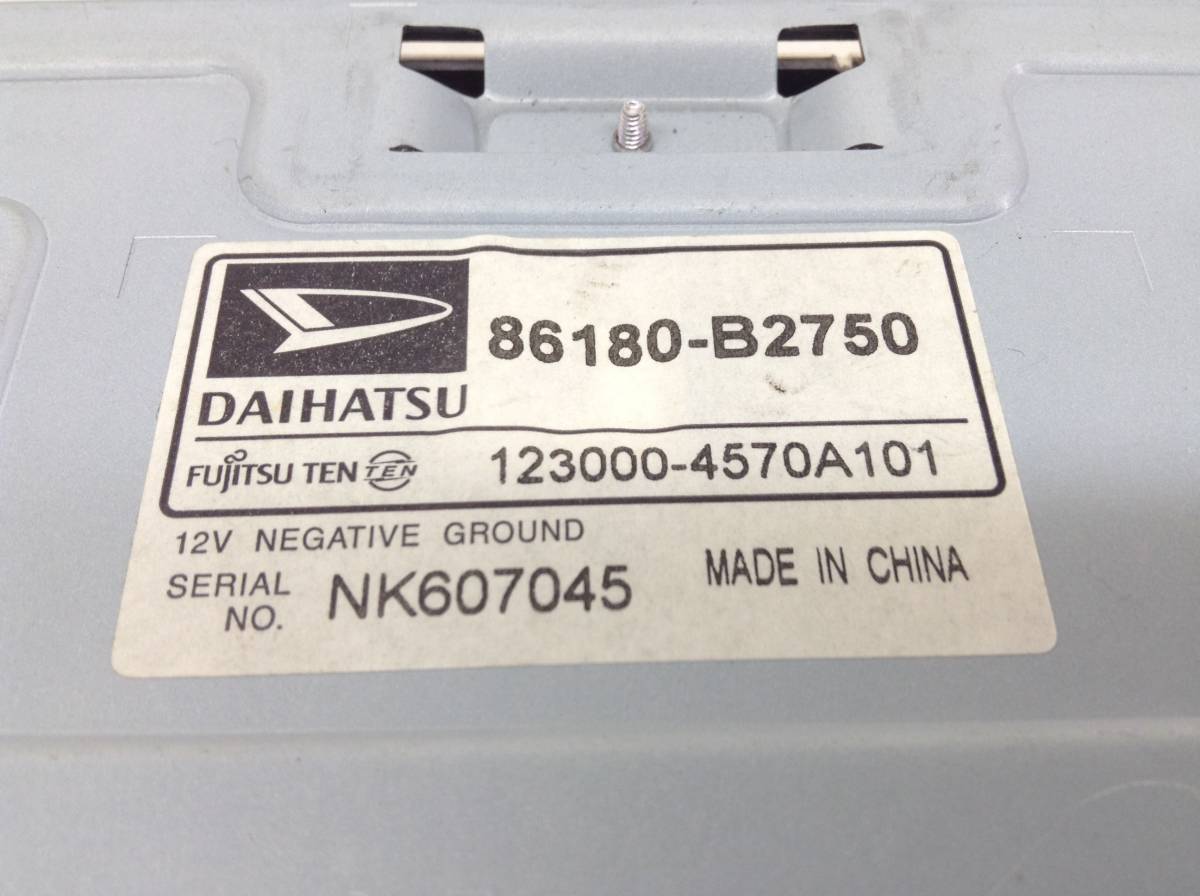 86180-B2750
DAIHATSU
FUJITSU TEN TEN
123000-4570A101
12V NEGATIVE GROUND
SERIAL NO. NK607045
MADE IN CHINA